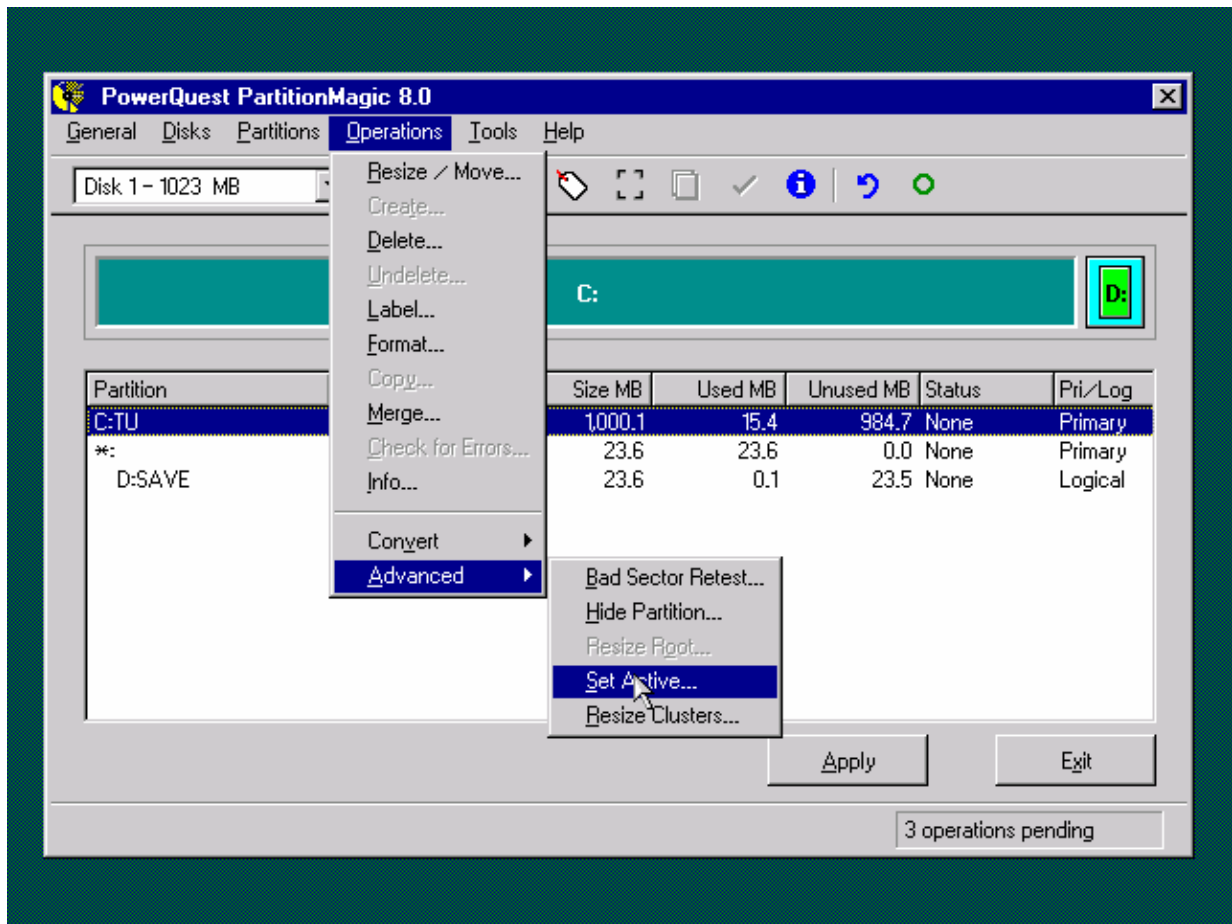 PowerQuest PartitionMagic 8.0
General Disks Partitions Operations Tools Help
Disk 1 - 1023 MB
Resize / Move...
Create...
Delete...
Undelete...
Label...
Format...
Copy...
Merge...
Check for Errors...
Info...
Convert
Advanced
Bad Sector Retest...
Hide Partition...
Resize Root...
Set Active...
Resize Clusters...
C:
D:
Partition Size MB Used MB Unused MB Status Pri/Log
C:TU 1,000.1 15.4 984.7 None Primary
*: 23.6 23.6 0.0 None Primary
D:SAVE 23.6 0.1 23.5 None Logical
Apply Exit
3 operations pending